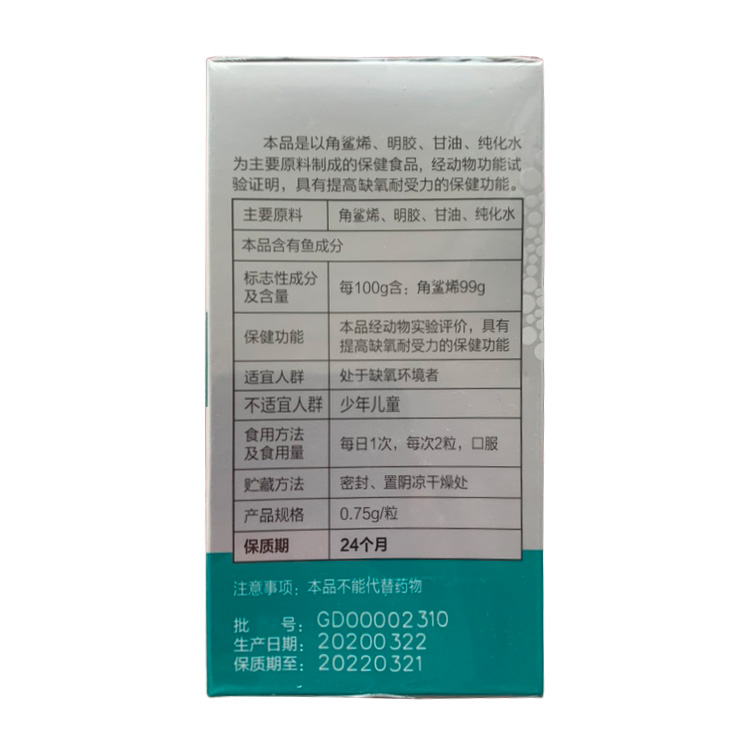 本品是以角鲨烯、明胶、甘油、纯化水
为主要原料制成的保健食品，经动物功能试
验证明，具有提高缺氧耐受力的保健功能。
主要原料 角鲨烯、明胶、甘油、纯化水
本品含有鱼成分
标志性成分
及含量 每100g含：角鲨烯99g
保健功能 本品经动物实验评价，具有
提高缺氧耐受力的保健功能
适宜人群 处于缺氧环境者
不适宜人群 少年儿童
食用方法
及食用量 每日1次，每次2粒，口服
贮藏方法 密封、置阴凉干燥处
产品规格 0.75g/粒
保质期 24个月
注意事项：本品不能代替药物
批 号：GD00002310
生产日期：20200322
保质期至：20220321